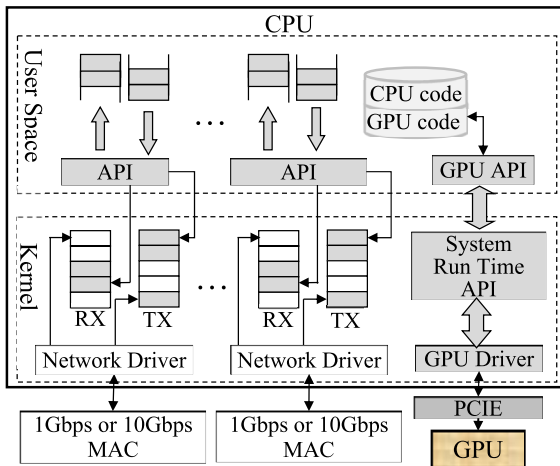 CPU
User Space
CPU code
GPU code
...
API
API
GPU API
Kernel
System
Run Time
API
...
RX
TX
RX
TX
Network Driver
Network Driver
GPU Driver
1Gbps or 10Gbps
MAC
1Gbps or 10Gbps
MAC
PCIE
GPU